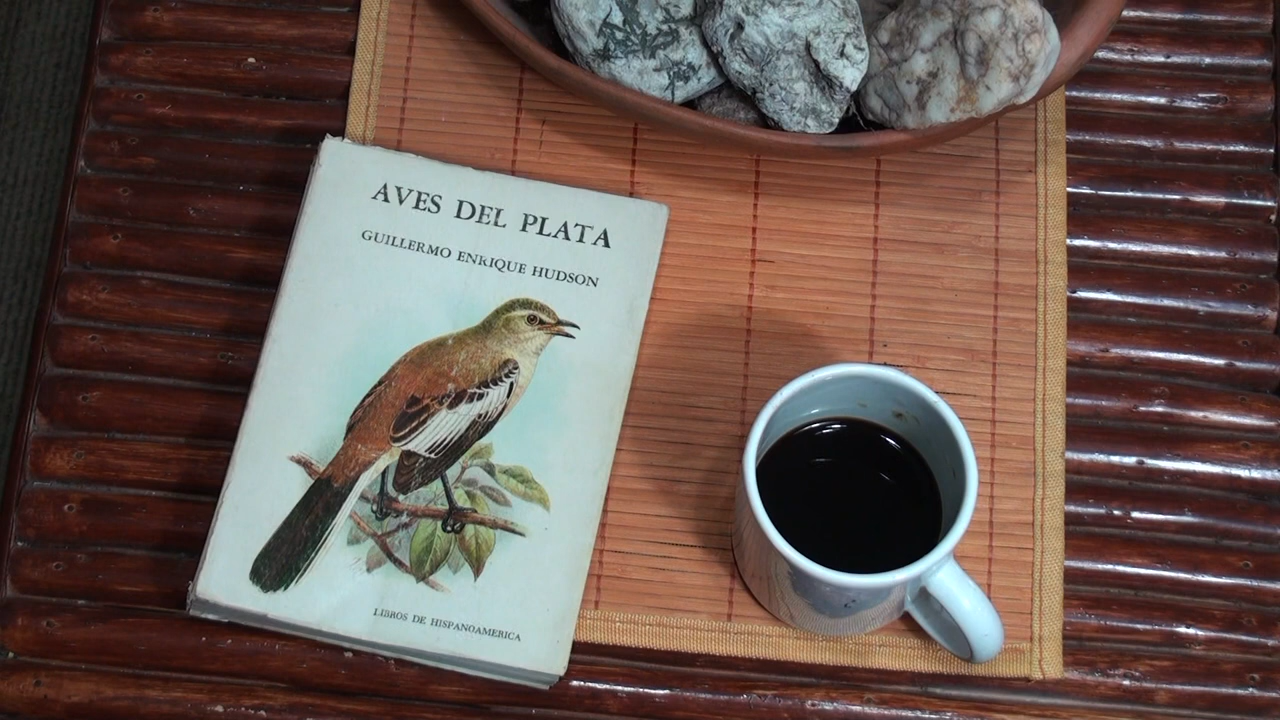 AVES DEL PLATA
GUILLERMO ENRIQUE HUDSON
LIBROS DE HISPANOAMERICA